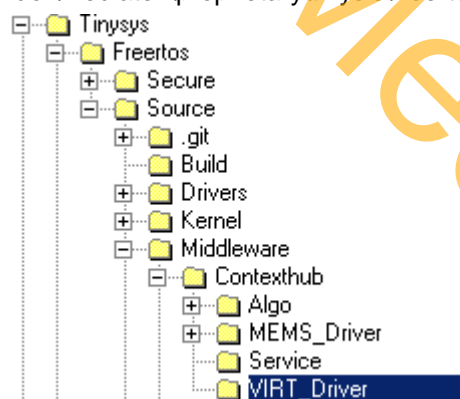 Tinysys
Freertos
Secure
Source
.git
Build
Drivers
Kernel
Middleware
Contexthub
Algo
MEMS_Driver
Service
VIRT_Driver